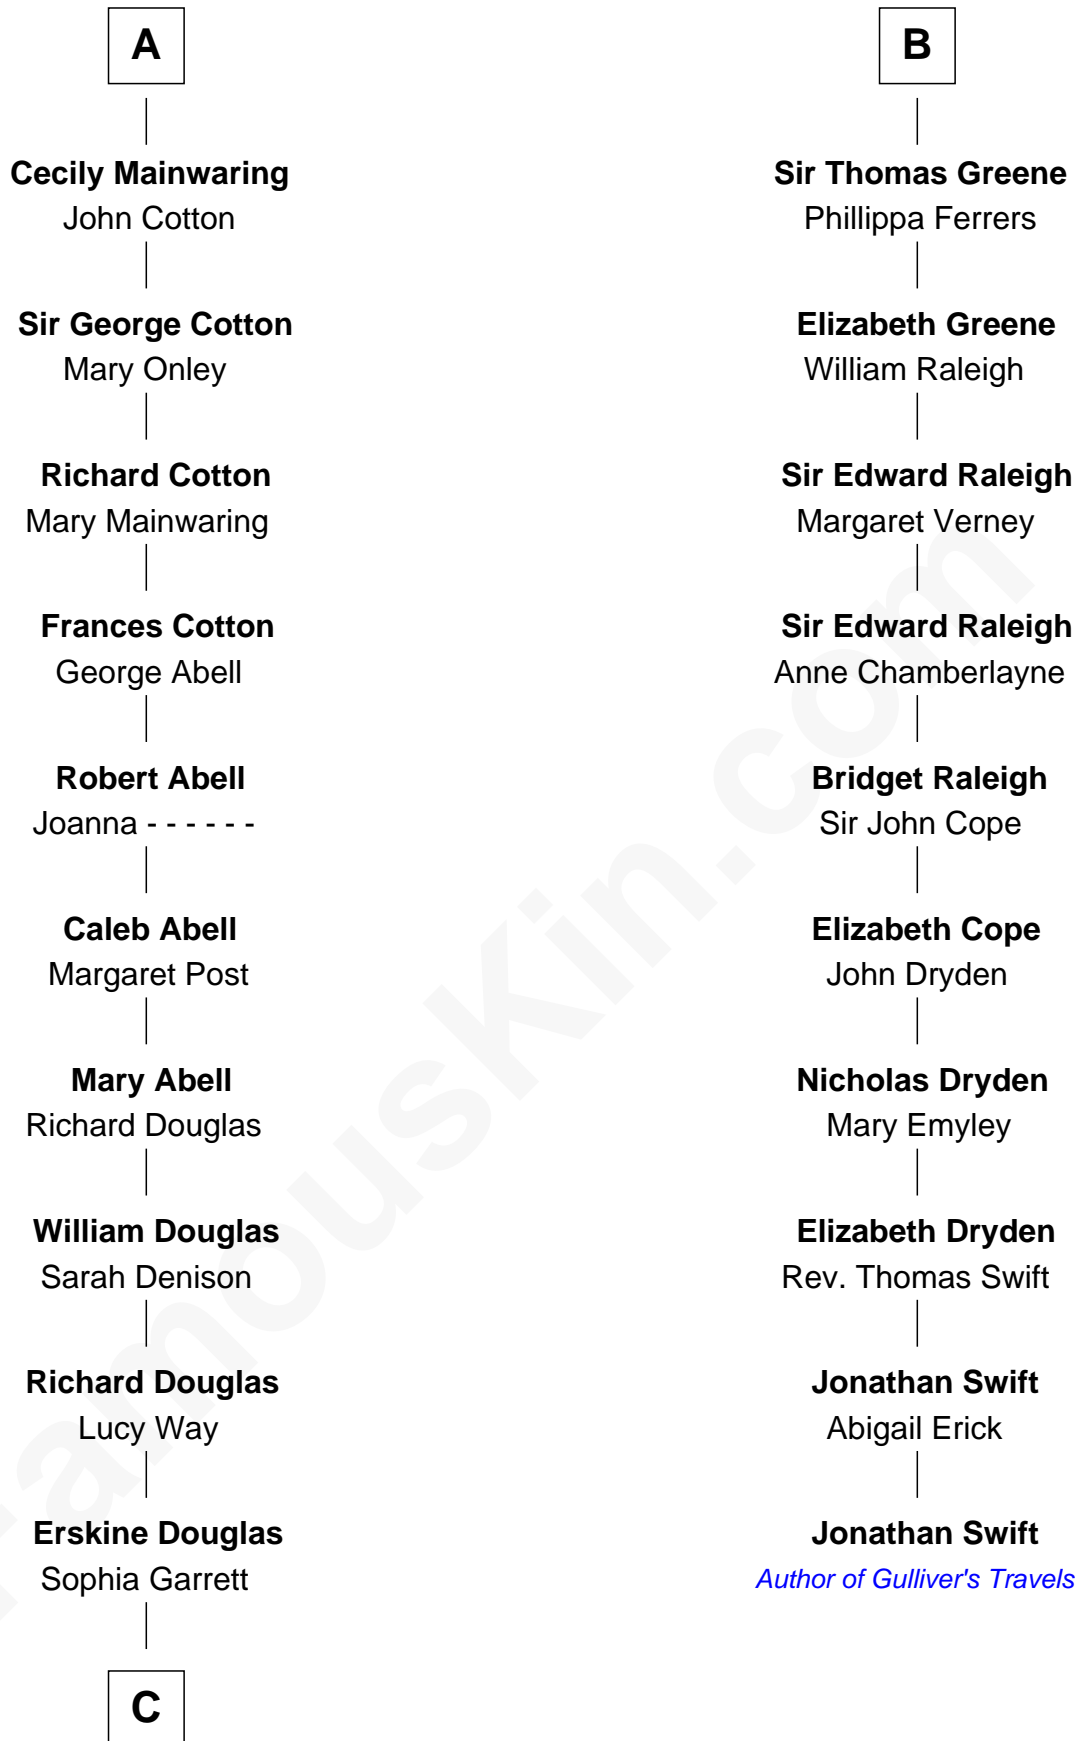 A
Cecily Mainwaring
John Cotton
Sir George Cotton
Mary Onley
Richard Cotton
Mary Mainwaring
Frances Cotton
George Abell
Robert Abell
Joanna - - - - - -
Caleb Abell
Margaret Post
Mary Abell
Richard Douglas
William Douglas
Sarah Denison
Richard Douglas
Lucy Way
Erskine Douglas
Sophia Garrett
C
B
Sir Thomas Greene
Phillippa Ferrers
Elizabeth Greene
William Raleigh
Sir Edward Raleigh
Margaret Verney
Sir Edward Raleigh
Anne Chamberlayne
Bridget Raleigh
Sir John Cope
Elizabeth Cope
John Dryden
Nicholas Dryden
Mary Emyley
Elizabeth Dryden
Rev. Thomas Swift
Jonathan Swift
Abigail Erick
Jonathan Swift
Author of Gulliver's Travels
FamousKin.com